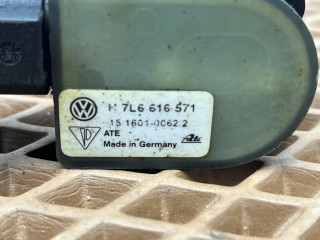 H 7L6 616 571
15.1601-0062.2
ATE
Made in Germany